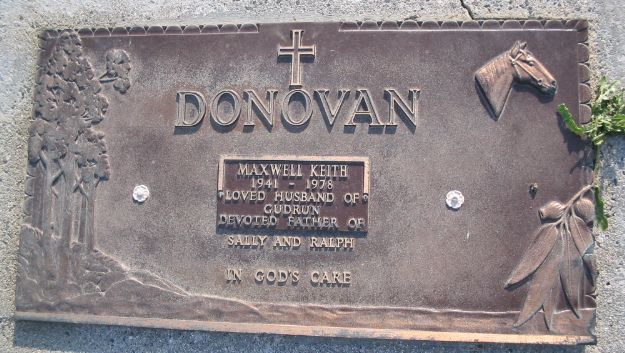 DONOVAN
MAXWELL KEITH
1941 - 1978
LOVED HUSBAND OF
GUDRUN
DEVOTED FATHER OF
SALLY AND RALPH
IN GOD'S CARE